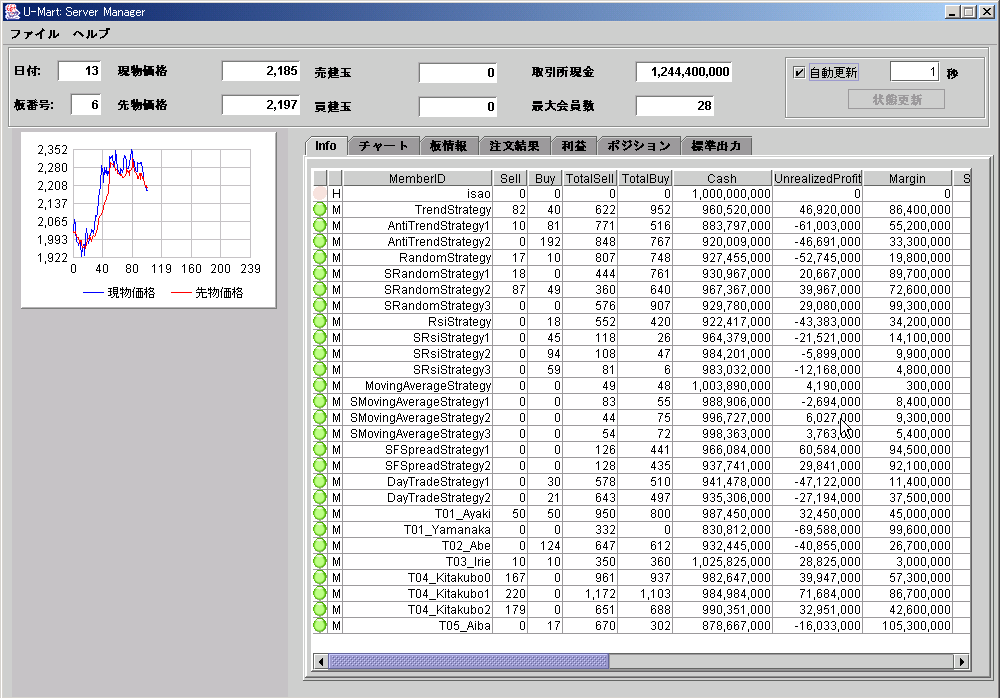 U-Mart: Server Manager
ファイル ヘルプ
日付: 13 現物価格 2,185 売建玉 0 取引所現金 1,244,400,000 自動更新 1 秒
板番号: 6 先物価格 2,197 買建玉 0 最大会員数 28 状態更新
Info チャート 板情報 注文結果 利益 ポジション 標準出力
2,352
2,280
2,208
2,137
2,065
1,993
1,922
0 40 80 119 160 200 239
現物価格 先物価格
MemberID Sell Buy TotalSell TotalBuy Cash UnrealizedProfit Margin S
H isao 0 0 0 0 1,000,000,000 0 0
M TrendStrategy 82 40 622 952 960,520,000 46,920,000 86,400,000
M AntiTrendStrategy1 10 81 771 516 883,797,000 -61,003,000 55,200,000
M AntiTrendStrategy2 0 192 848 767 920,009,000 -46,691,000 33,300,000
M RandomStrategy 17 10 807 748 927,455,000 -52,745,000 19,800,000
M SRandomStrategy1 18 0 444 761 930,967,000 20,667,000 89,700,000
M SRandomStrategy2 87 49 360 640 967,367,000 39,967,000 72,600,000
M SRandomStrategy3 0 0 576 907 929,780,000 29,080,000 99,300,000
M RsiStrategy 0 18 552 420 922,417,000 -43,383,000 34,200,000
M SRsiStrategy1 0 45 118 26 964,379,000 -21,521,000 14,100,000
M SRsiStrategy2 0 94 108 47 984,201,000 -5,899,000 9,900,000
M SRsiStrategy3 0 59 81 6 983,032,000 -12,168,000 4,800,000
M MovingAverageStrategy 0 0 49 48 1,003,890,000 4,190,000 300,000
M SMovingAverageStrategy1 0 0 83 55 988,906,000 -2,694,000 8,400,000
M SMovingAverageStrategy2 0 0 44 75 996,727,000 6,027,000 9,300,000
M SMovingAverageStrategy3 0 0 54 72 998,363,000 3,763,000 5,400,000
M SFSpreadStrategy1 0 0 126 441 966,084,000 60,584,000 94,500,000
M SFSpreadStrategy2 0 0 128 435 937,741,000 29,841,000 92,100,000
M DayTradeStrategy1 0 30 578 510 941,478,000 -47,122,000 11,400,000
M DayTradeStrategy2 0 21 643 497 935,306,000 -27,194,000 37,500,000
M T01_Ayaki 50 50 950 800 987,450,000 32,450,000 45,000,000
M T01_Yamanaka 0 0 332 0 830,812,000 -69,588,000 99,600,000
M T02_Abe 0 124 647 612 932,445,000 -40,855,000 26,700,000
M T03_Irie 10 10 350 360 1,025,825,000 28,825,000 3,000,000
M T04_Kitakubo0 167 0 961 937 982,647,000 39,947,000 57,300,000
M T04_Kitakubo1 220 0 1,172 1,103 984,984,000 71,684,000 86,700,000
M T04_Kitakubo2 179 0 651 688 990,351,000 32,951,000 42,600,000
M T05_Aiba 0 17 670 302 878,667,000 -16,033,000 105,300,000